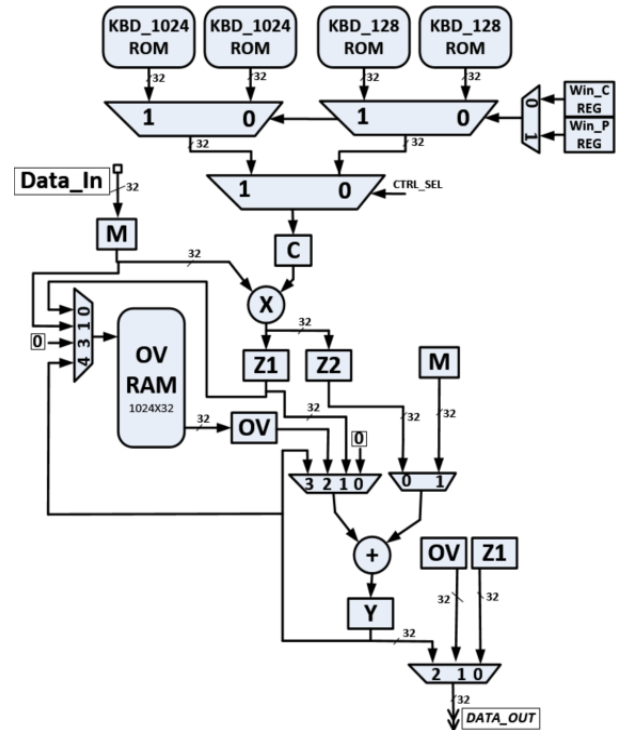 KBD_1024
ROM
KBD_1024
ROM
KBD_128
ROM
KBD_128
ROM
32
32
32
32
1 0
1 0
0
1
Win_C
REG
Win_P
REG
32
32
Data_In
32
1 0
CTRL_SEL
M
C
32
X
0
1
3
4
0
32
OV
RAM
1024X32
Z1
Z2
M
32
OV
32
0
32
32
3 2 1 0
0 1
+
OV
Z1
32
32
Y
32
2 1 0
32
DATA_OUT